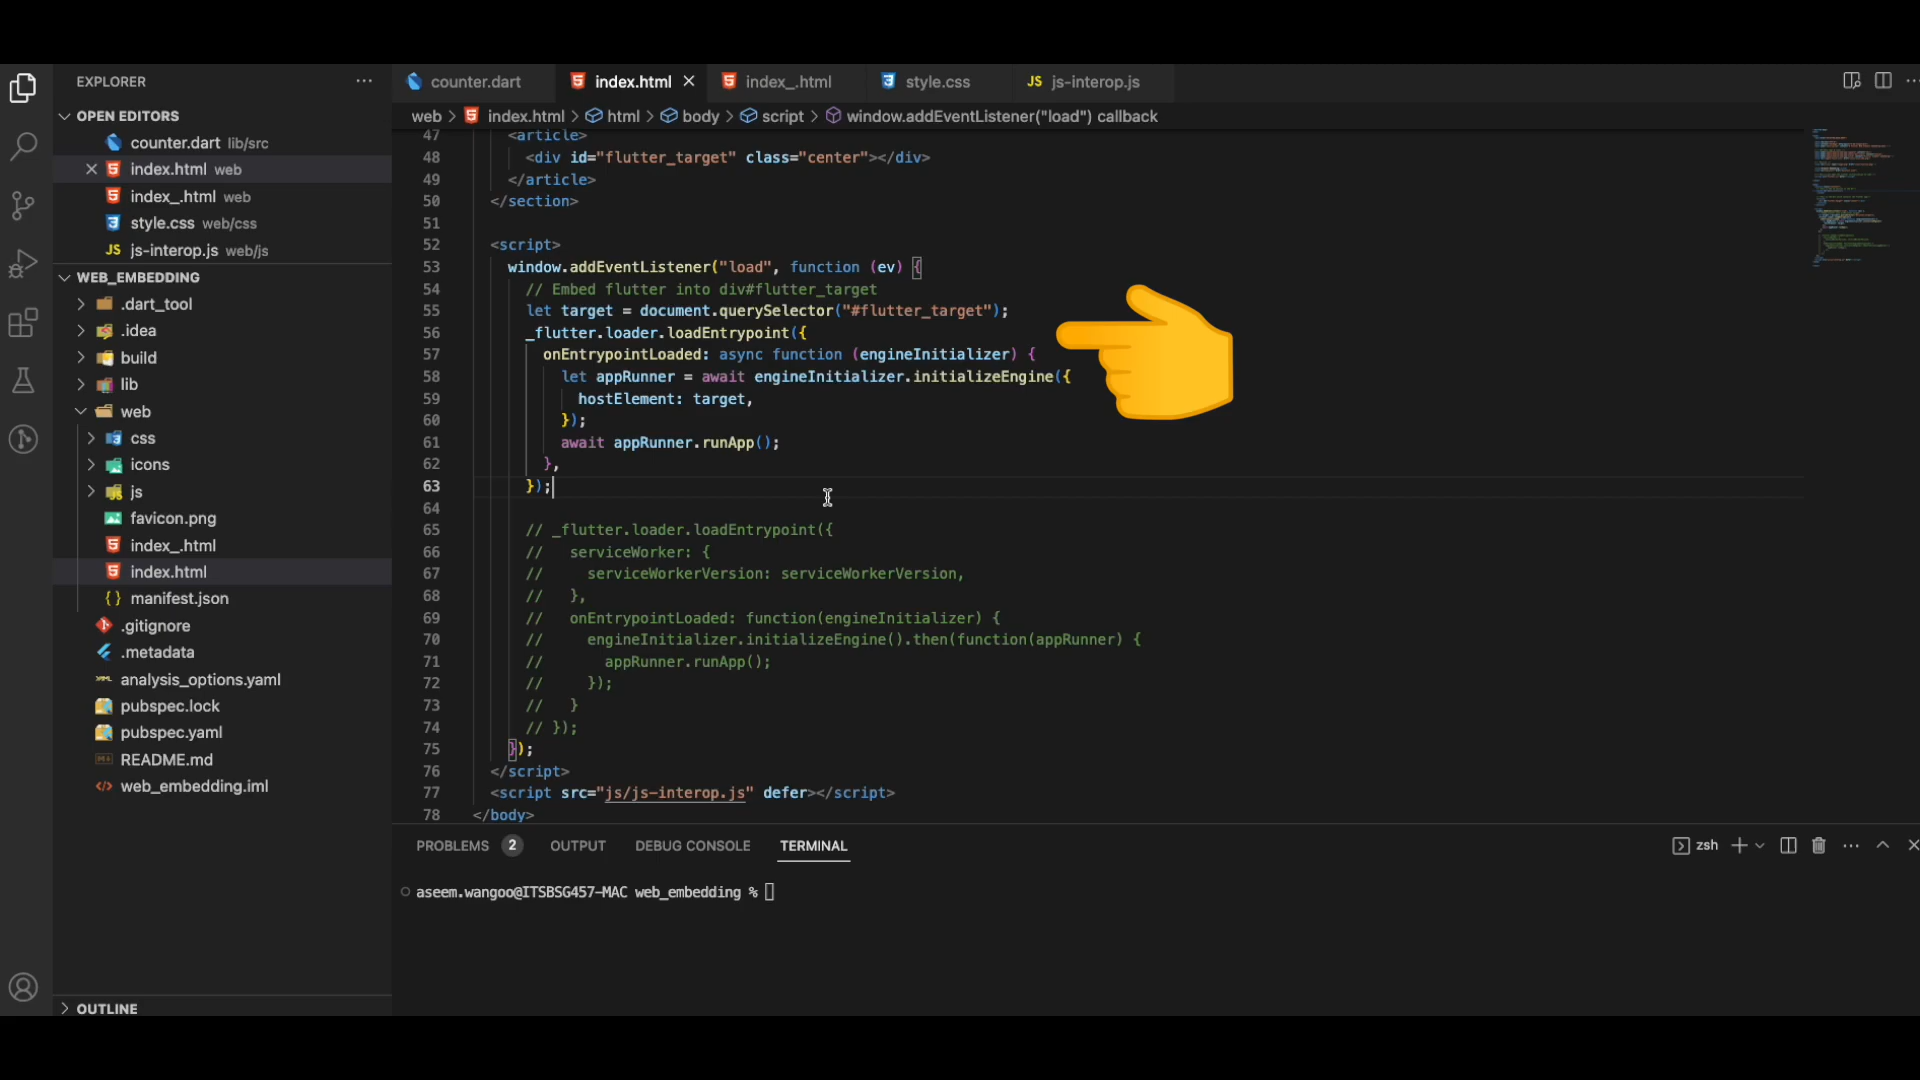 EXPLORER
OPEN EDITORS
counter.dart lib/src
index.html web
index_.html web
style.css web/css
JS js-interop.js web/js
WEB_EMBEDDING
.dart_tool
.idea
build
lib
web
css
icons
js
favicon.png
index_.html
index.html
manifest.json
.gitignore
.metadata
analysis_options.yaml
pubspec.lock
pubspec.yaml
README.md
web_embedding.iml
OUTLINE
counter.dart index.html index_.html style.css JS js-interop.js
web > index.html > html > body > script > window.addEventListener("load") callback
47 <article>
48 <div id="flutter_target" class="center"></div>
49 </article>
50 </section>
51
52 <script>
53 window.addEventListener("load", function (ev) {
54 // Embed flutter into div#flutter_target
55 let target = document.querySelector("#flutter_target");
56 _flutter.loader.loadEntrypoint({
57 onEntrypointLoaded: async function (engineInitializer) {
58 let appRunner = await engineInitializer.initializeEngine({
59 hostElement: target,
60 });
61 await appRunner.runApp();
62 },
63 });
64
65 // _flutter.loader.loadEntrypoint({
66 // serviceWorker: {
67 // serviceWorkerVersion: serviceWorkerVersion,
68 // },
69 // onEntrypointLoaded: function(engineInitializer) {
70 // engineInitializer.initializeEngine().then(function(appRunner) {
71 // appRunner.runApp();
72 // });
73 // }
74 // });
75 });
76 </script>
77 <script src="js/js-interop.js" defer></script>
78 </body>
PROBLEMS 2 OUTPUT DEBUG CONSOLE TERMINAL zsh
aseem.wangoo@ITSBSG457-MAC web_embedding %